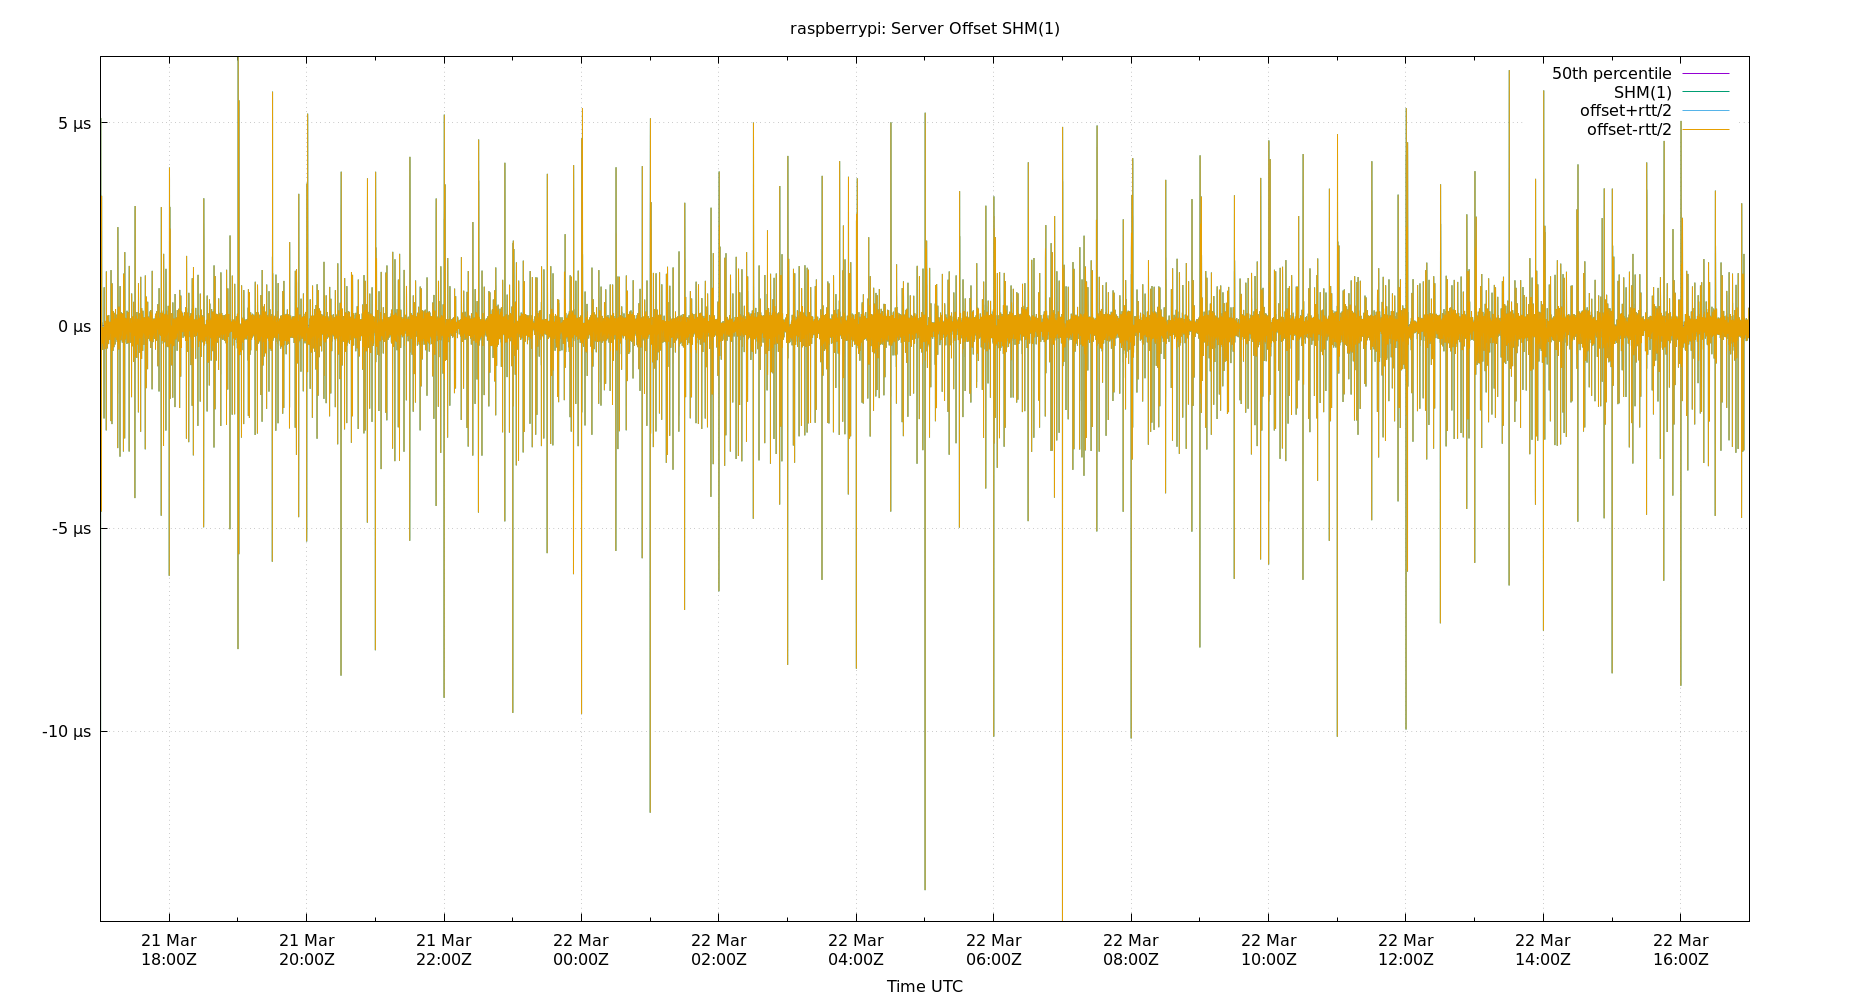 raspberrypi: Server Offset SHM(1)
50th percentile
SHM(1)
offset+rtt/2
offset-rtt/2
5 µs
0 µs
-5 µs
-10 µs
21 Mar 21 Mar 21 Mar 22 Mar 22 Mar 22 Mar 22 Mar 22 Mar 22 Mar 22 Mar 22 Mar 22 Mar
18:00Z 20:00Z 22:00Z 00:00Z 02:00Z 04:00Z 06:00Z 08:00Z 10:00Z 12:00Z 14:00Z 16:00Z
Time UTC